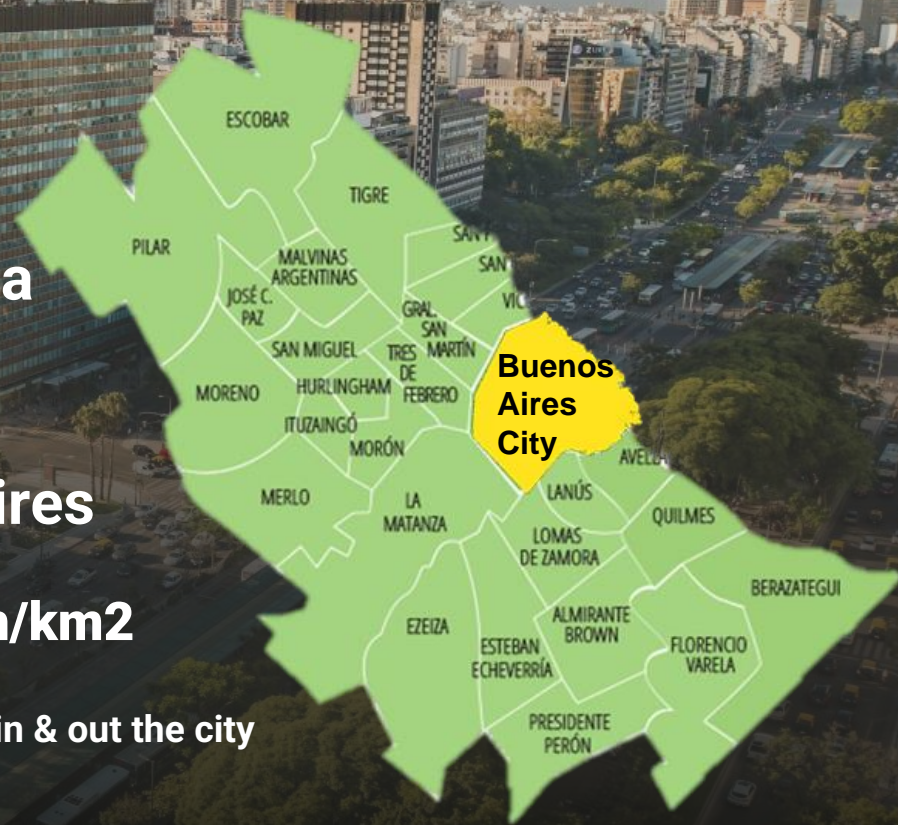 ESCOBAR
TIGRE
PILAR
SAN
MALVINAS
ARGENTINAS
SAN
a
JOSÉ C.
PAZ
GRAL.
SAN
MARTÍN
SAN MIGUEL
TRES
DE
FEBRERO
Buenos
Aires
City
MORENO
HURLINGHAM
ITUZAINGÓ
MORÓN
MERLO
LA
MATANZA
LANÚS
QUILMES
ires
LOMAS
DE ZAMORA
BERAZATEGUI
/km2
EZEIZA
ALMIRANTE
BROWN
ESTEBAN
ECHEVERRÍA
FLORENCIO
VARELA
in & out the city
PRESIDENTE
PERÓN